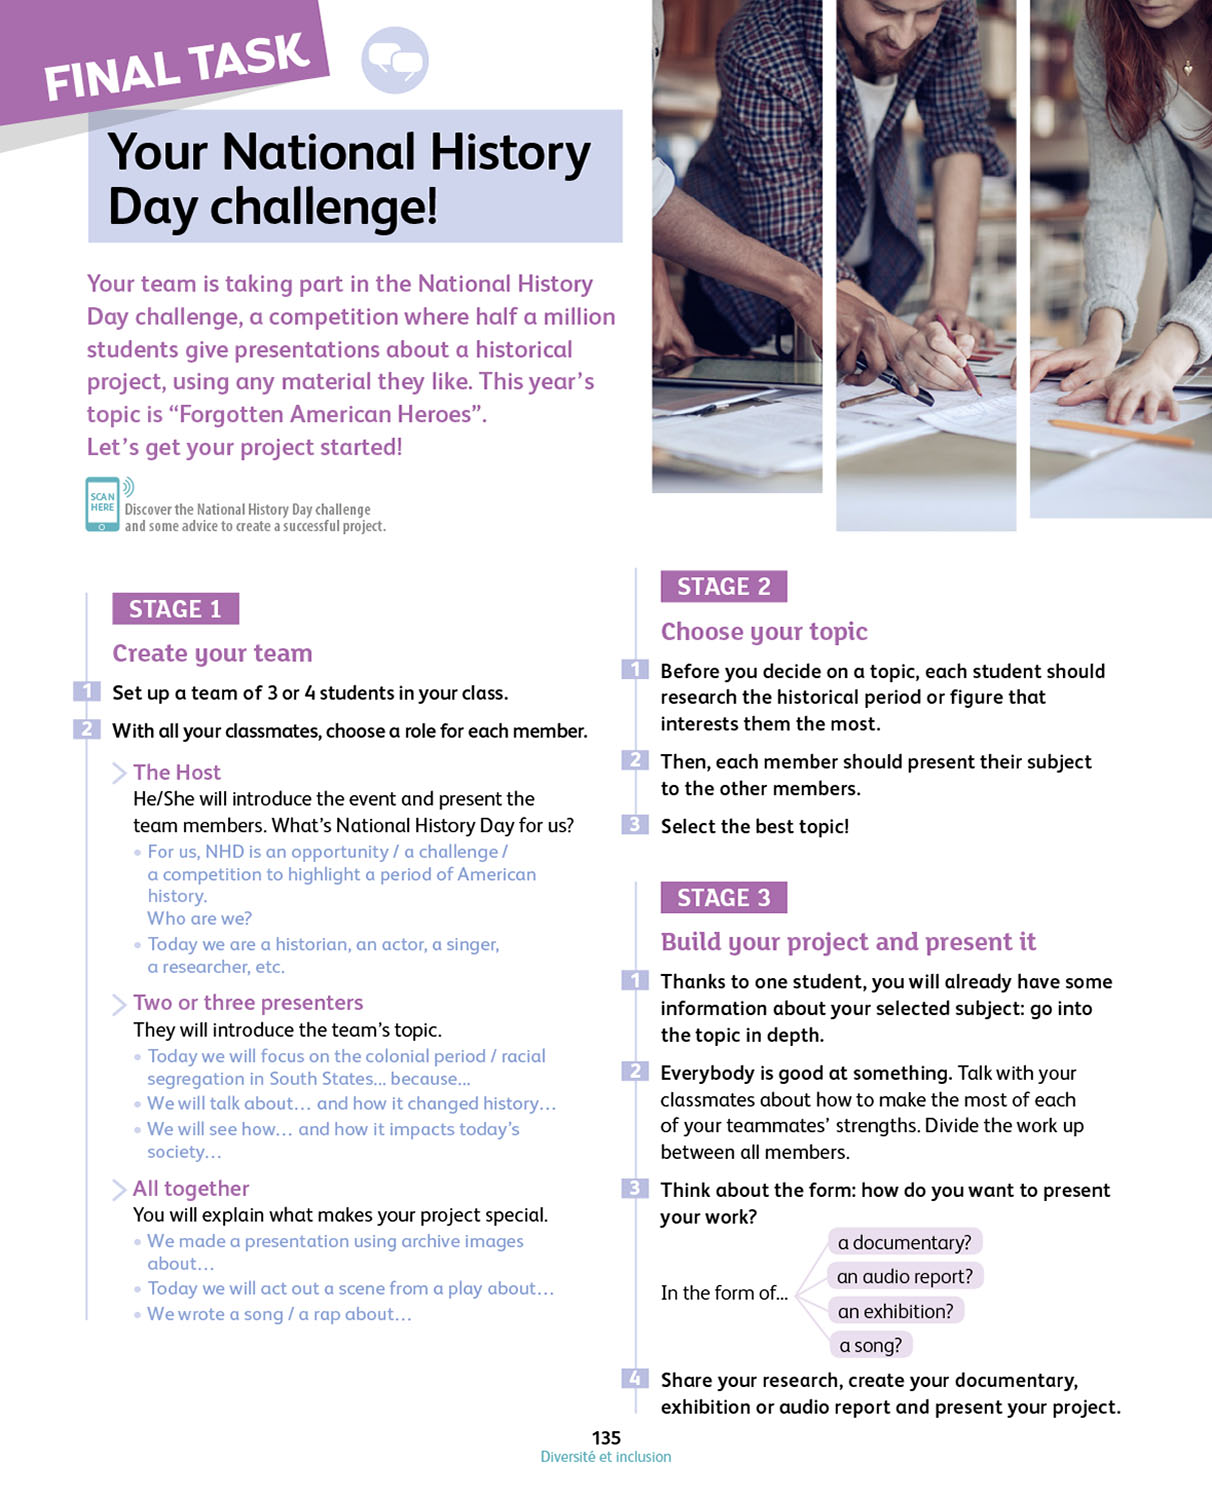 FINAL TASK
Your National History
Day challenge!
Your team is taking part in the National History
Day challenge, a competition where half a million
students give presentations about a historical
project, using any material they like. This year's
topic is “Forgotten American Heroes”.
Let's get your project started!
SCAN
HERE
Discover the National History Day challenge
and some advice to create a successful project.
STAGE 1
Create your team
1 Set up a team of 3 or 4 students in your class.
2 With all your classmates, choose a role for each member.
The Host
He/She will introduce the event and present the
team members. What's National History Day for us?
• For us, NHD is an opportunity / a challenge /
a competition to highlight a period of American
history.
Who are we?
• Today we are a historian, an actor, a singer,
a researcher, etc.
Two or three presenters
They will introduce the team's topic.
• Today we will focus on the colonial period / racial
segregation in South States... because...
• We will talk about... and how it changed history...
• We will see how... and how it impacts today's
society...
All together
You will explain what makes your project special.
• We made a presentation using archive images
about...
• Today we will act out a scene from a play about...
• We wrote a song / a rap about...
STAGE 2
Choose your topic
1 Before you decide on a topic, each student should
research the historical period or figure that
interests them the most.
2 Then, each member should present their subject
to the other members.
3 Select the best topic!
STAGE 3
Build your project and present it
1 Thanks to one student, you will already have some
information about your selected subject: go into
the topic in depth.
2 Everybody is good at something. Talk with your
classmates about how to make the most of each
of your teammates' strengths. Divide the work up
between all members.
3 Think about the form: how do you want to present
your work?
In the form of...
a documentary?
an audio report?
an exhibition?
a song?
4 Share your research, create your documentary,
exhibition or audio report and present your project.
135
Diversité et inclusion